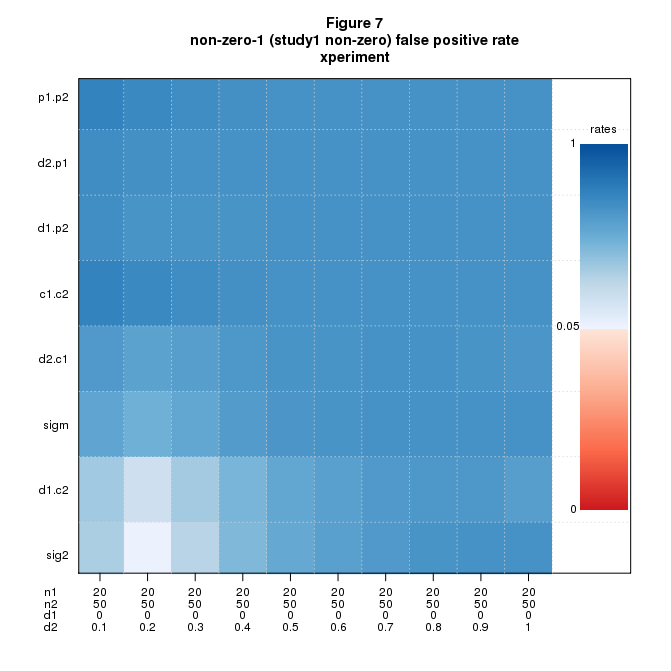 Figure 7
non-zero-1 (study1 non-zero) false positive rate
xperiment
p1.p2
d2.p1
d1.p2
c1.c2
d2.c1
sigm
d1.c2
sig2
rates
1
0.05
0
n1 20 20 20 20 20 20 20 20 20 20
n2 50 50 50 50 50 50 50 50 50 50
d1 0 0 0 0 0 0 0 0 0 0
d2 0.1 0.2 0.3 0.4 0.5 0.6 0.7 0.8 0.9 1